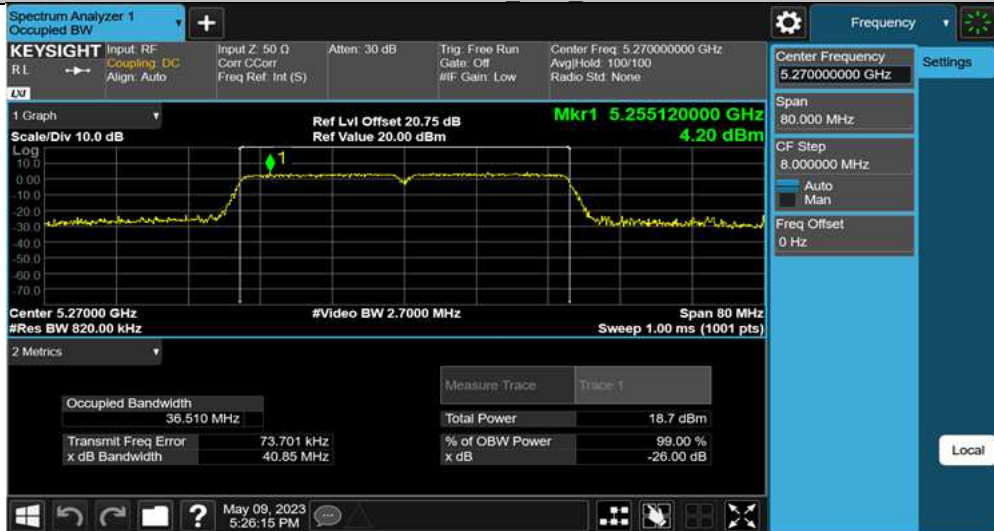 Spectrum Analyzer 1
Occupied BW
Frequency
KEYSIGHT
RL
LXI
Input: RF
Coupling: DC
Align: Auto
Input Z: 50 Ω
Corr CCorr
Freq Ref: Int (S)
Atten: 30 dB
Trig: Free Run
Gate: Off
#IF Gain: Low
Center Freq: 5.270000000 GHz
Avg|Hold: 100/100
Radio Std: None
Center Frequency
5.270000000 GHz
Settings
Span
80.000 MHz
CF Step
8.000000 MHz
Auto
Man
Freq Offset
0 Hz
1 Graph
Scale/Div 10.0 dB
Ref Lvl Offset 20.75 dB
Ref Value 20.00 dBm
Mkr1 5.255120000 GHz
4.20 dBm
Log
10.0
0.00
-10.0
-20.0
-30.0
-40.0
-50.0
-60.0
-70.0
1
Center 5.27000 GHz
#Res BW 820.00 kHz
#Video BW 2.7000 MHz
Span 80 MHz
Sweep 1.00 ms (1001 pts)
2 Metrics
Measure Trace Trace 1
Occupied Bandwidth
36.510 MHz
Total Power 18.7 dBm
Transmit Freq Error 73.701 kHz
% of OBW Power 99.00 %
x dB Bandwidth 40.85 MHz
x dB -26.00 dB
Local
?
May 09, 2023
5:26:15 PM